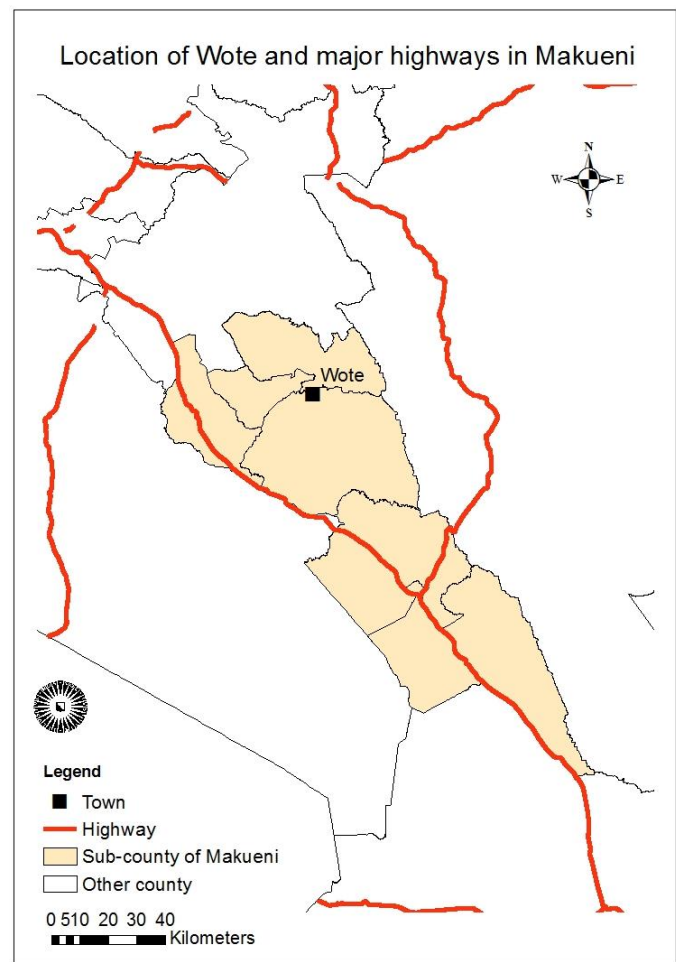 Location of Wote and major highways in Makueni
N
W E
S
Wote
Legend
Town
Highway
Sub-county of Makueni
Other county
0 510 20 30 40
Kilometers